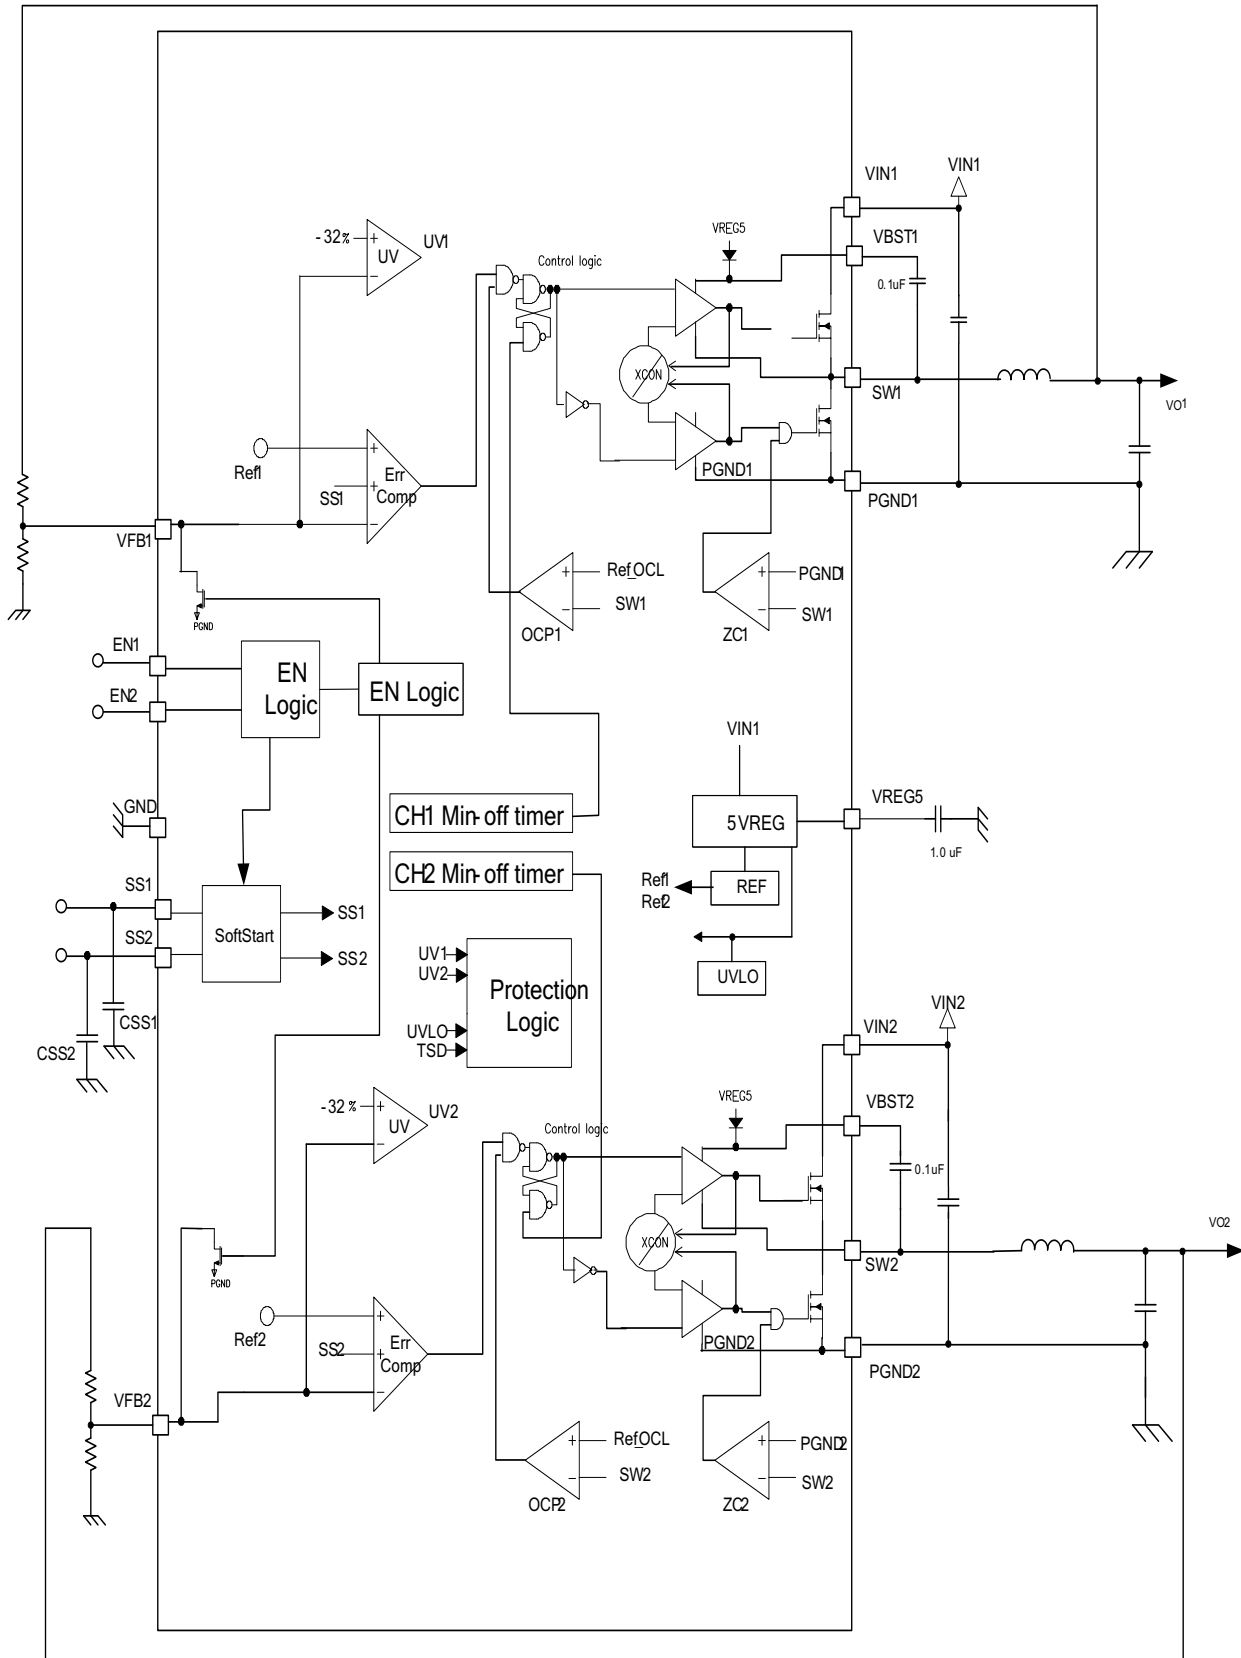 VIN1
VIN1
-32%
+
UV
−
UV1
VREG5
VBST1
Control logic
0.1uF
XCON
SW1
VO1
Ref1
+
Err
Comp
SS1
+
−
PGND1
PGND1
VFB1
Ref_OCL
+
−
SW1
OCP1
PGND1
+
−
SW1
ZC1
PGND
EN1
EN2
EN
Logic
EN Logic
VIN1
GND
CH1 Min-off timer
5VREG
VREG5
1.0 uF
CH2 Min-off timer
Ref1
Ref2
REF
SS1
SS2
SoftStart
SS1
SS2
UV1
UV2
UVLO
TSD
Protection
Logic
UVLO
CSS1
CSS2
VIN2
VIN2
-32%
+
UV
−
UV2
VREG5
VBST2
Control logic
0.1uF
XCON
SW2
VO2
PGND
Ref2
+
Err
Comp
SS2
+
−
PGND2
PGND2
VFB2
Ref_OCL
+
−
SW2
OCP2
PGND2
+
−
SW2
ZC2